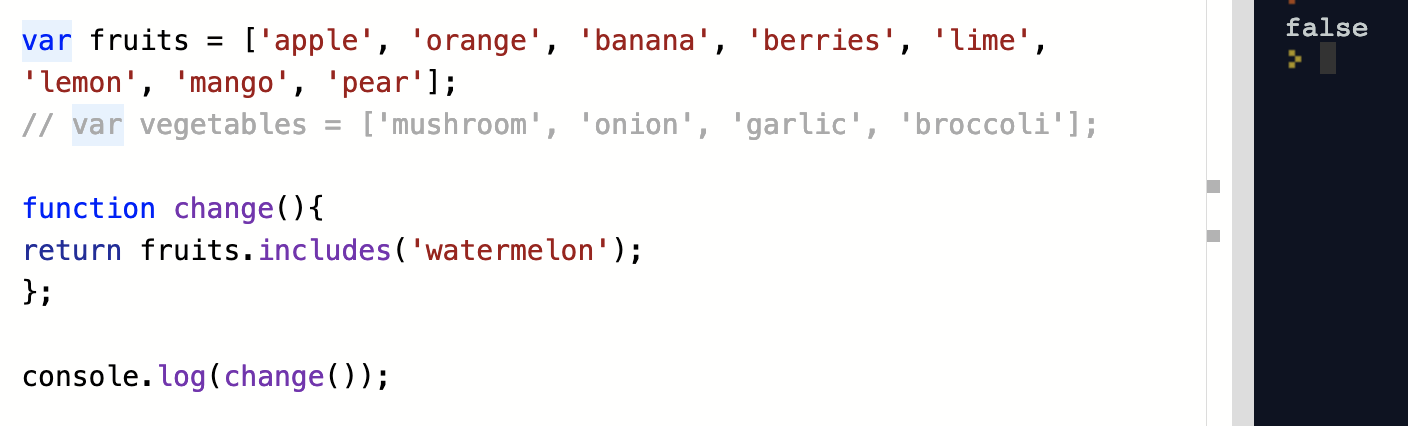 var fruits = ['apple', 'orange', 'banana', 'berries', 'lime',
'lemon', 'mango', 'pear'];
// var vegetables = ['mushroom', 'onion', 'garlic', 'broccoli'];
function change(){
return fruits.includes('watermelon');
};
console.log(change());
false
>